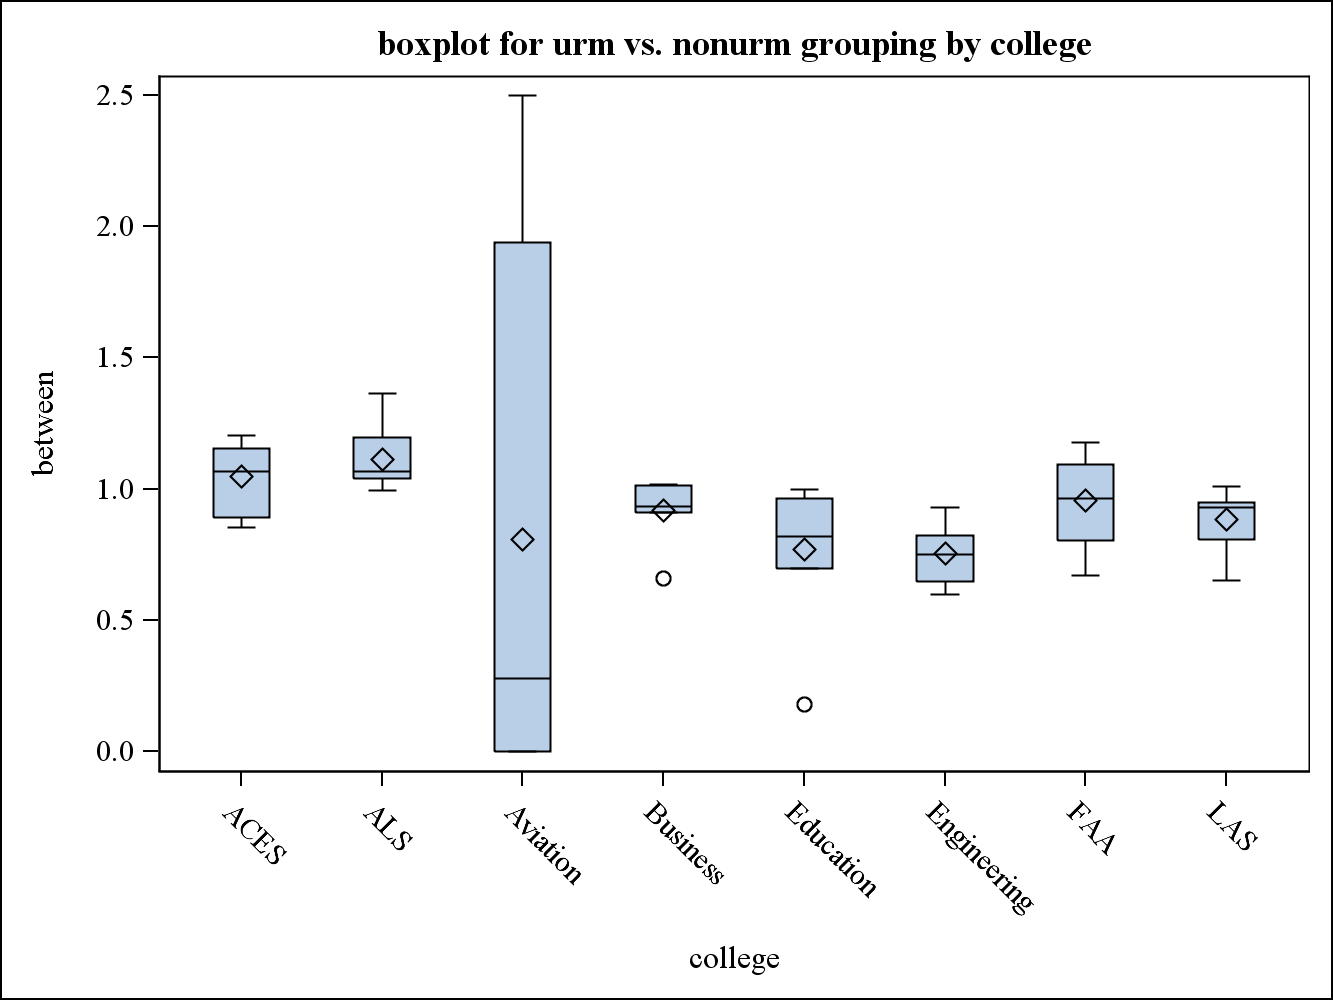 boxplot for urm vs. nonurm grouping by college
between
2.5
2.0
1.5
1.0
0.5
0.0
ACES
ALS
Aviation
Business
Education
Engineering
FAA
LAS
college